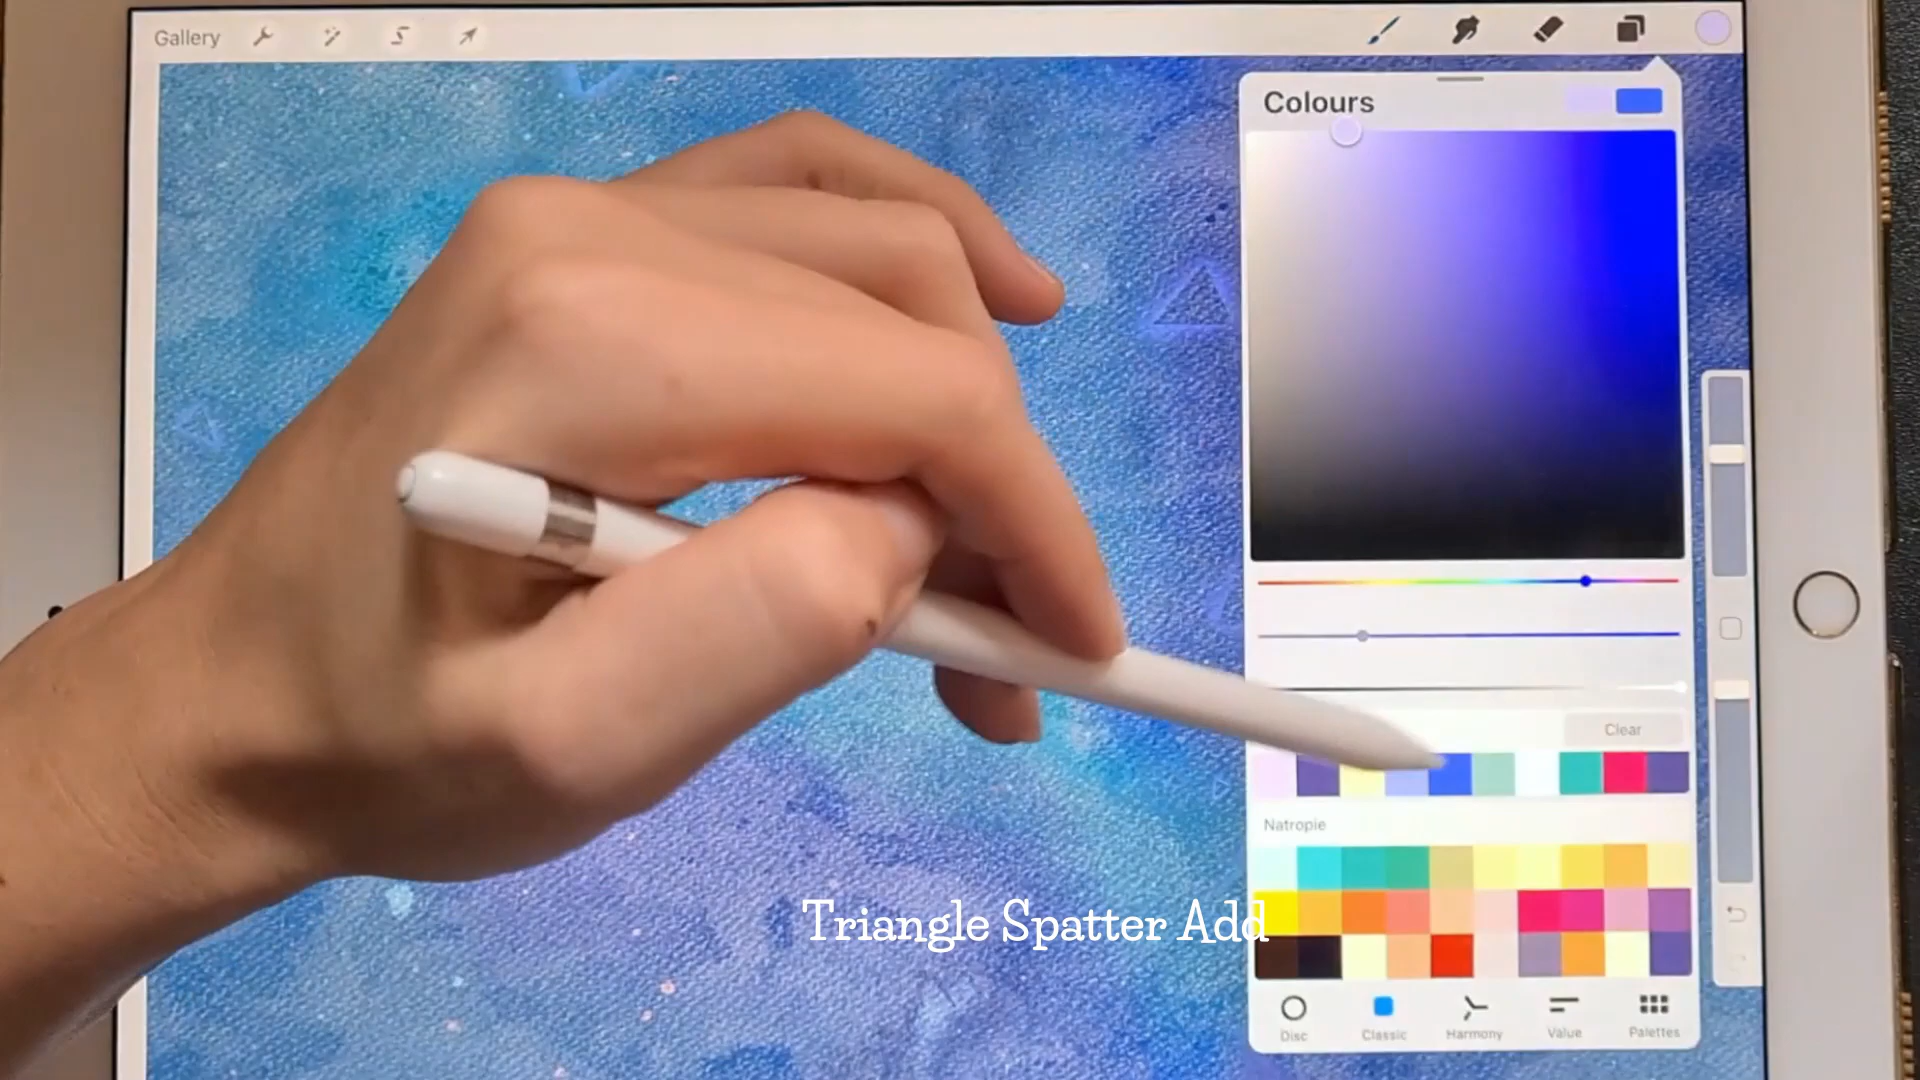 Gallery
Colours
Clear
Natropie
Triangle Spatter Add
Disc
Classic
Harmony
Value
Palettes